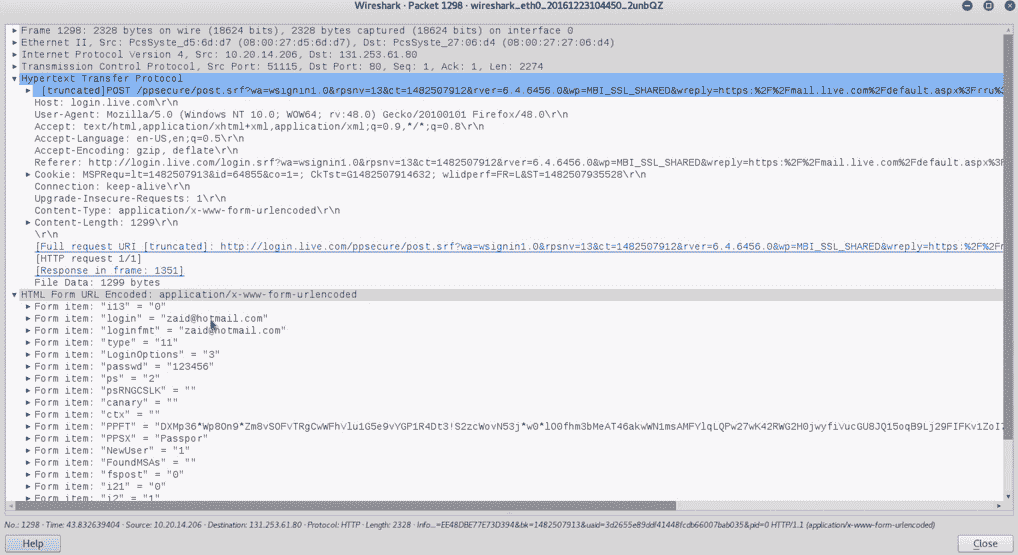 Wireshark · Packet 1298 · wireshark_eth0_20161223104450_2unbQZ
Frame 1298: 2328 bytes on wire (18624 bits), 2328 bytes captured (18624 bits) on interface 0
Ethernet II, Src: PcsSyste_d5:6d:d7 (08:00:27:d5:6d:d7), Dst: PcsSyste_27:06:d4 (08:00:27:27:06:d4)
Internet Protocol Version 4, Src: 10.20.14.206, Dst: 131.253.61.80
Transmission Control Protocol, Src Port: 51115, Dst Port: 80, Seq: 1, Ack: 1, Len: 2274
Hypertext Transfer Protocol
[truncated]POST /ppsecure/post.srf?wa=wsignin1.0&rpsnv=13&ct=1482507912&rver=6.4.6456.0&wp=MBI_SSL_SHARED&wreply=https:%2F%2Fmail.live.com%2Fdefault.aspx%3Frru%
Host: login.live.com\r\n
User-Agent: Mozilla/5.0 (Windows NT 10.0; WOW64; rv:48.0) Gecko/20100101 Firefox/48.0\r\n
Accept: text/html,application/xhtml+xml,application/xml;q=0.9,*/*;q=0.8\r\n
Accept-Language: en-US,en;q=0.5\r\n
Accept-Encoding: gzip, deflate\r\n
Referer: http://login.live.com/login.srf?wa=wsignin1.0&rpsnv=13&ct=1482507912&rver=6.4.6456.0&wp=MBI_SSL_SHARED&wreply=https:%2F%2Fmail.live.com%2Fdefault.aspx%3F
Cookie: MSPRequ=lt=1482507913&id=64855&co=1=; CkTst=G1482507914632; wlidperf=FR=L&ST=1482507935528\r\n
Connection: keep-alive\r\n
Upgrade-Insecure-Requests: 1\r\n
Content-Type: application/x-www-form-urlencoded\r\n
Content-Length: 1299\r\n
\r\n
[Full request URI [truncated]: http://login.live.com/ppsecure/post.srf?wa=wsignin1.0&rpsnv=13&ct=1482507912&rver=6.4.6456.0&wp=MBI_SSL_SHARED&wreply=https:%2F%2F
[HTTP request 1/1]
[Response in frame: 1351]
File Data: 1299 bytes
HTML Form URL Encoded: application/x-www-form-urlencoded
Form item: "i13" = "0"
Form item: "login" = "zaid@hotmail.com"
Form item: "loginfmt" = "zaid@hotmail.com"
Form item: "type" = "11"
Form item: "LoginOptions" = "3"
Form item: "passwd" = "123456"
Form item: "ps" = "2"
Form item: "psRNGCSLK" = ""
Form item: "canary" = ""
Form item: "ctx" = ""
Form item: "PPFT" =
Form item: "PPSX" = "Passpor"
Form item: "NewUser" = "1"
Form item: "FoundMSAs" = ""
Form item: "fspost" = "0"
Form item: "i21" = "0"
Form item: "i2" = "1"
No.: 1298 · Time: 43.832639404 · Source: 10.20.14.206 · Destination: 131.253.61.80 · Protocol: HTTP · Length: 2328 · Info...=EE48DBE77E73D394&bk=1482507913&uaid=3d2655e89ddf41448fcdb66007bab035&pid=0 HTTP/1.1 (application/x-www-form-urlencoded)
Help
Close